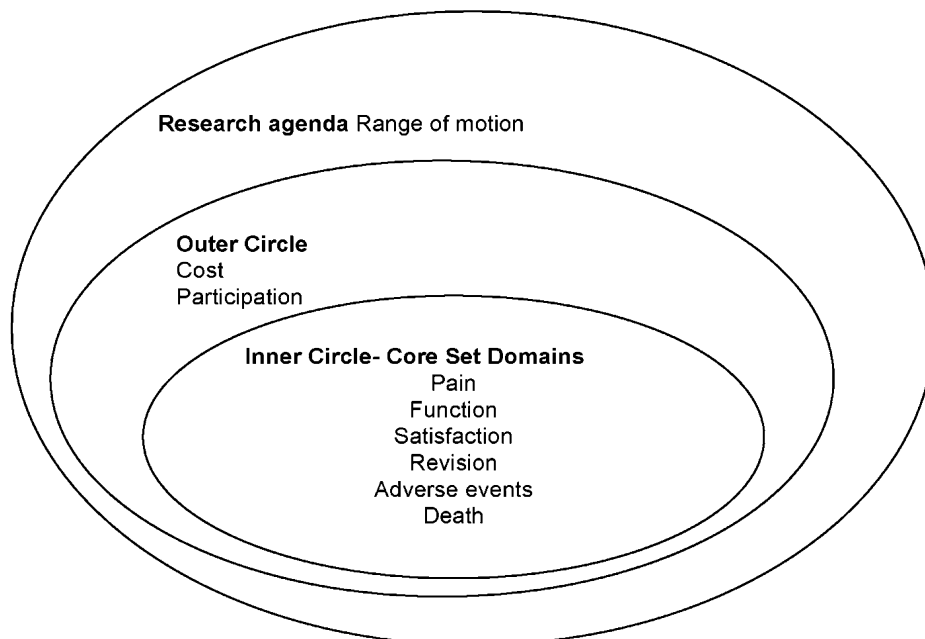 Research agenda Range of motion
Outer Circle
Cost
Participation
Inner Circle- Core Set Domains
Pain
Function
Satisfaction
Revision
Adverse events
Death